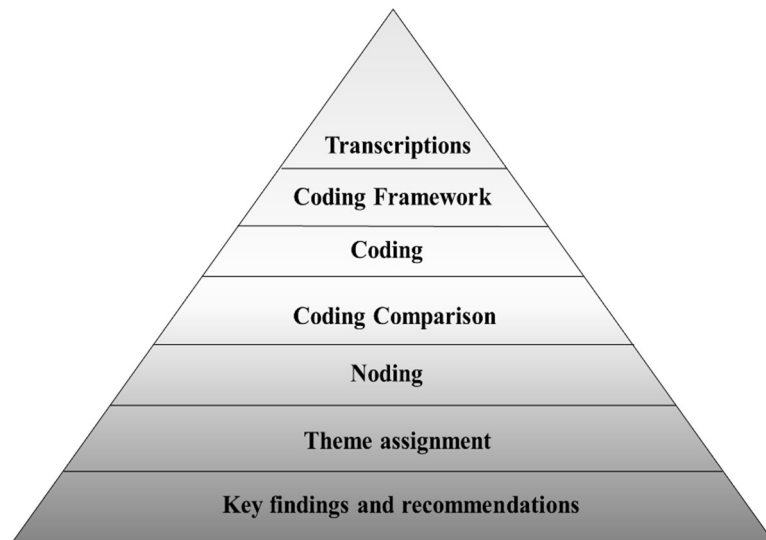 Transcriptions
Coding Framework
Coding
Coding Comparison
Noding
Theme assignment
Key findings and recommendations